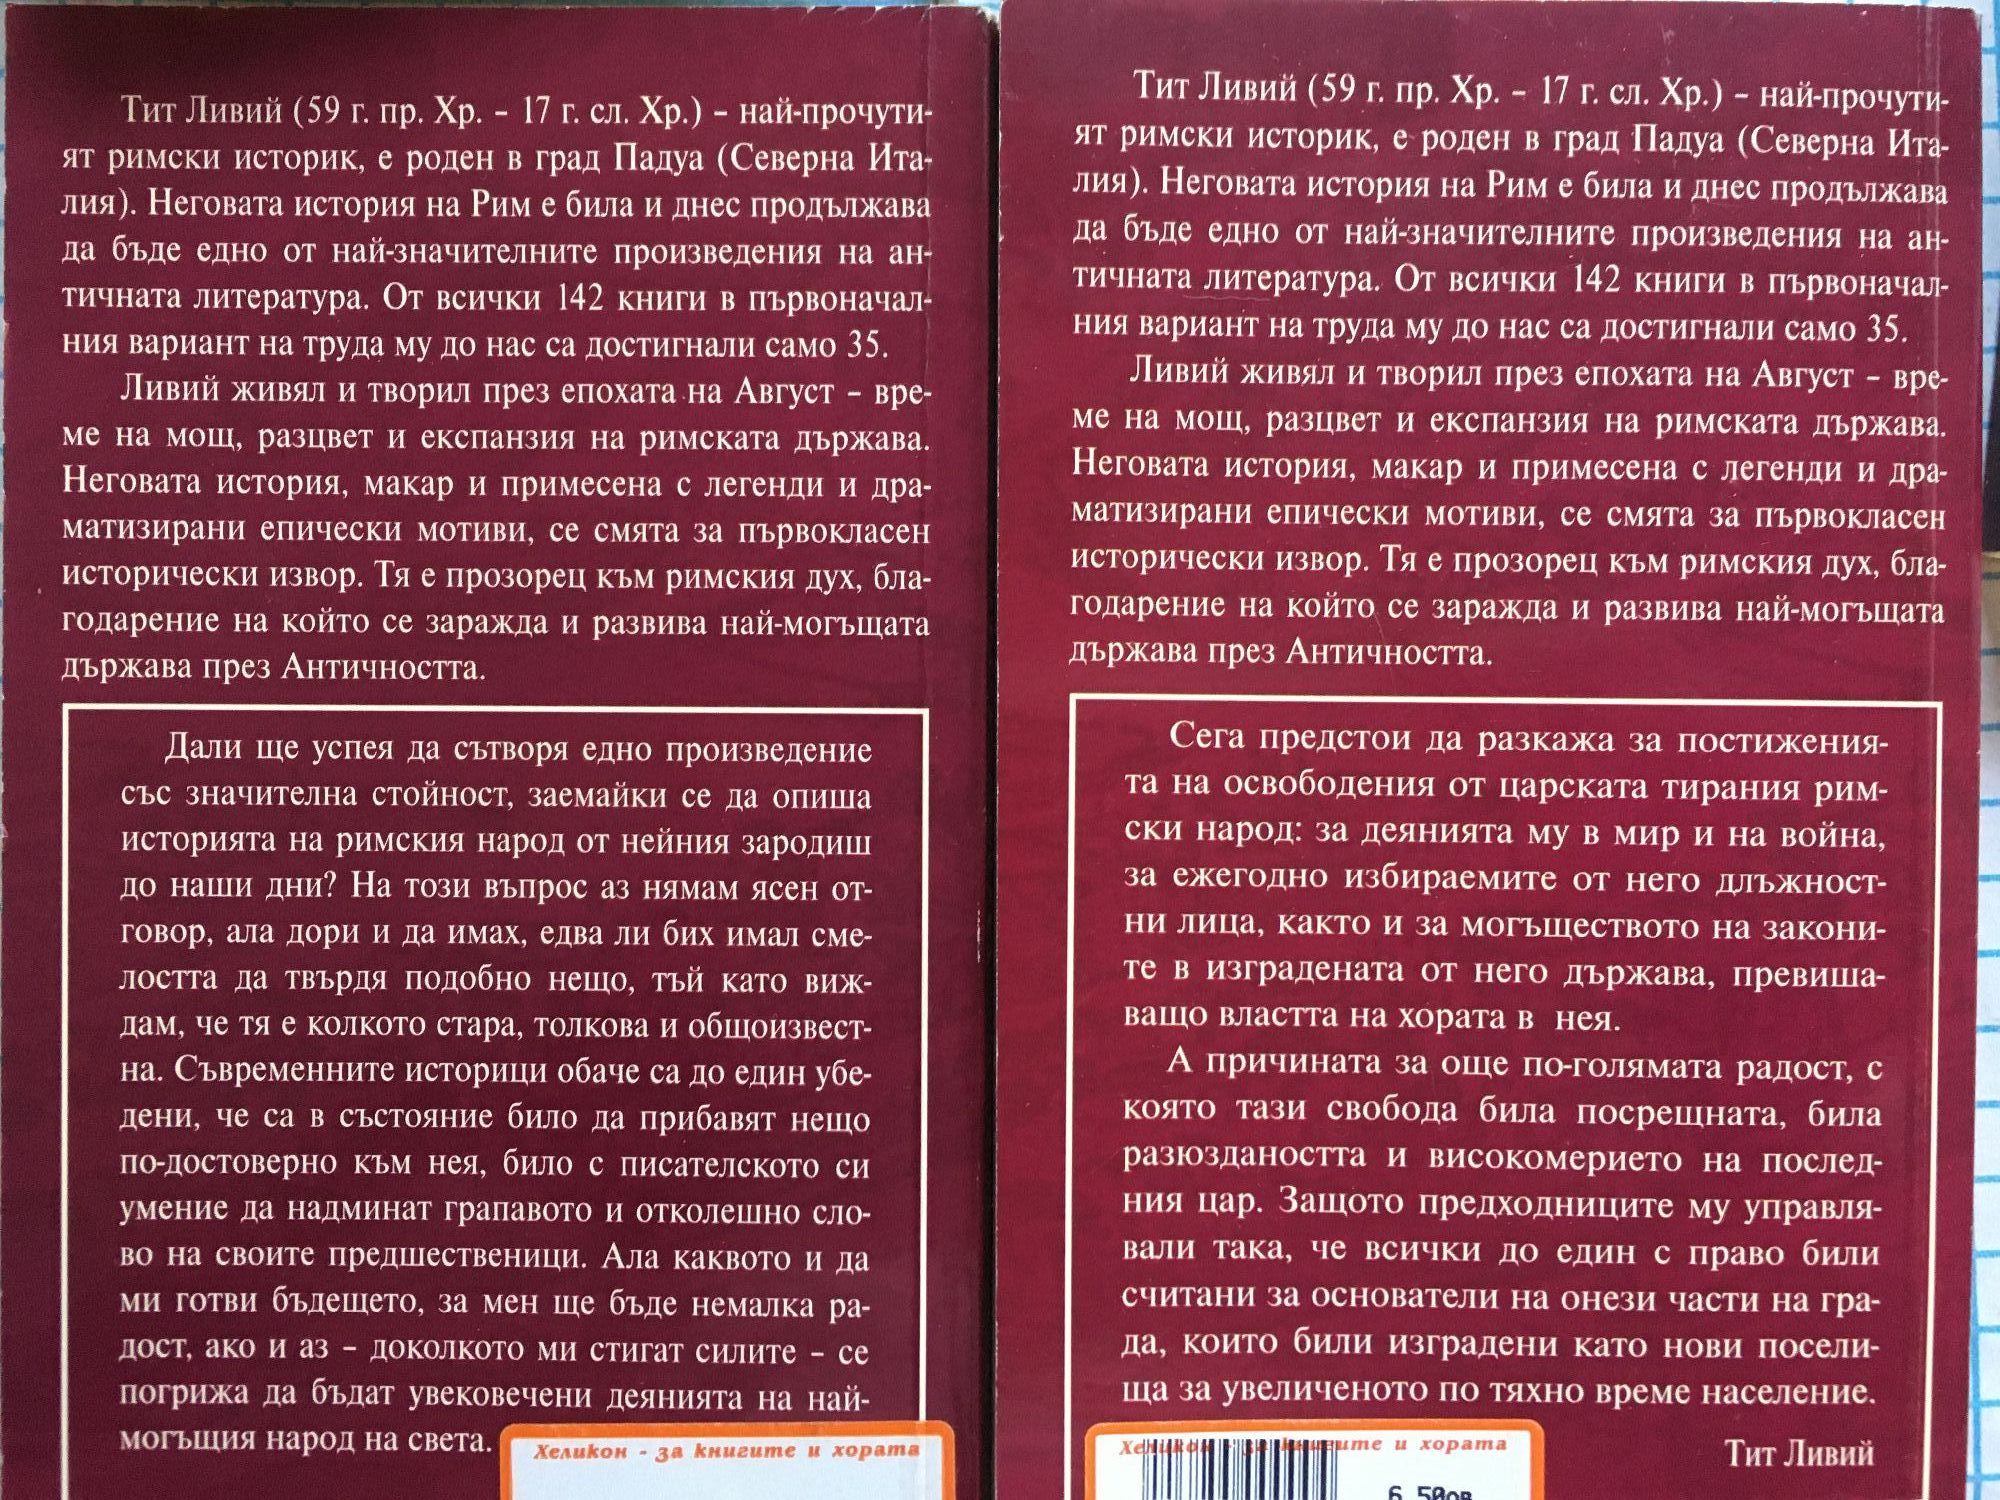 Тит Ливий (59 г. пр. Хр. – 17 г. сл. Хр.) – най-прочути-
ят римски историк, е роден в град Падуа (Северна Ита-
лия). Неговата история на Рим е била и днес продължава
да бъде едно от най-значителните произведения на ан-
тичната литература. От всички 142 книги в първоначал-
ния вариант на труда му до нас са достигнали само 35.
Ливий живял и творил през епохата на Август – вре-
ме на мощ, разцвет и експанзия на римската държава.
Неговата история, макар и примесена с легенди и дра-
матизирани епически мотиви, се смята за първокласен
исторически извор. Тя е прозорец към римския дух, бла-
годарение на който се заражда и развива най-могъщата
държава през Античността.
Дали ще успея да сътворя едно произведение
със значителна стойност, заемайки се да опиша
историята на римския народ от нейния зародиш
до наши дни? На този въпрос аз нямам ясен от-
говор, ала дори и да имах, едва ли бих имал сме-
лостта да твърдя подобно нещо, тъй като виж-
дам, че тя е колкото стара, толкова и общоизвест-
на. Съвременните историци обаче са до един убе-
дени, че са в състояние било да прибавят нещо
по-достоверно към нея, било с писателското си
умение да надминат грапавото и отколешно сло-
во на своите предшественици. Ала каквото и да
ми готви бъдещето, за мен ще бъде немалка ра-
дост, ако и аз – доколкото ми стигат силите – се
погрижа да бъдат увековечени деянията на най-
могъщия народ на света.
Хеликон - за книгите и хората
Тит Ливий (59 г. пр. Хр. – 17 г. сл. Хр.) – най-прочути-
ят римски историк, е роден в град Падуа (Северна Ита-
лия). Неговата история на Рим е била и днес продължава
да бъде едно от най-значителните произведения на ан-
тичната литература. От всички 142 книги в първоначал-
ния вариант на труда му до нас са достигнали само 35.
Ливий живял и творил през епохата на Август – вре-
ме на мощ, разцвет и експанзия на римската държава.
Неговата история, макар и примесена с легенди и дра-
матизирани епически мотиви, се смята за първокласен
исторически извор. Тя е прозорец към римския дух, бла-
годарение на който се заражда и развива най-могъщата
държава през Античността.
Сега предстои да разкажа за постижения-
та на освободения от царската тирания рим-
ски народ: за деянията му в мир и на война,
за ежегодно избираемите от него длъжност-
ни лица, както и за могъществото на закони-
те в изградената от него държава, превиша-
ващо властта на хората в нея.
А причината за още по-голямата радост, с
която тази свобода била посрещната, била
разюздаността и високомерието на послед-
ния цар. Защото предходниците му управля-
вали така, че всички до един с право били
считани за основатели на онези части на гра-
да, които били изградени като нови посели-
ща за увеличеното по тяхно време население.
Тит Ливий
Хеликон - за книгите и хората
6.50лв